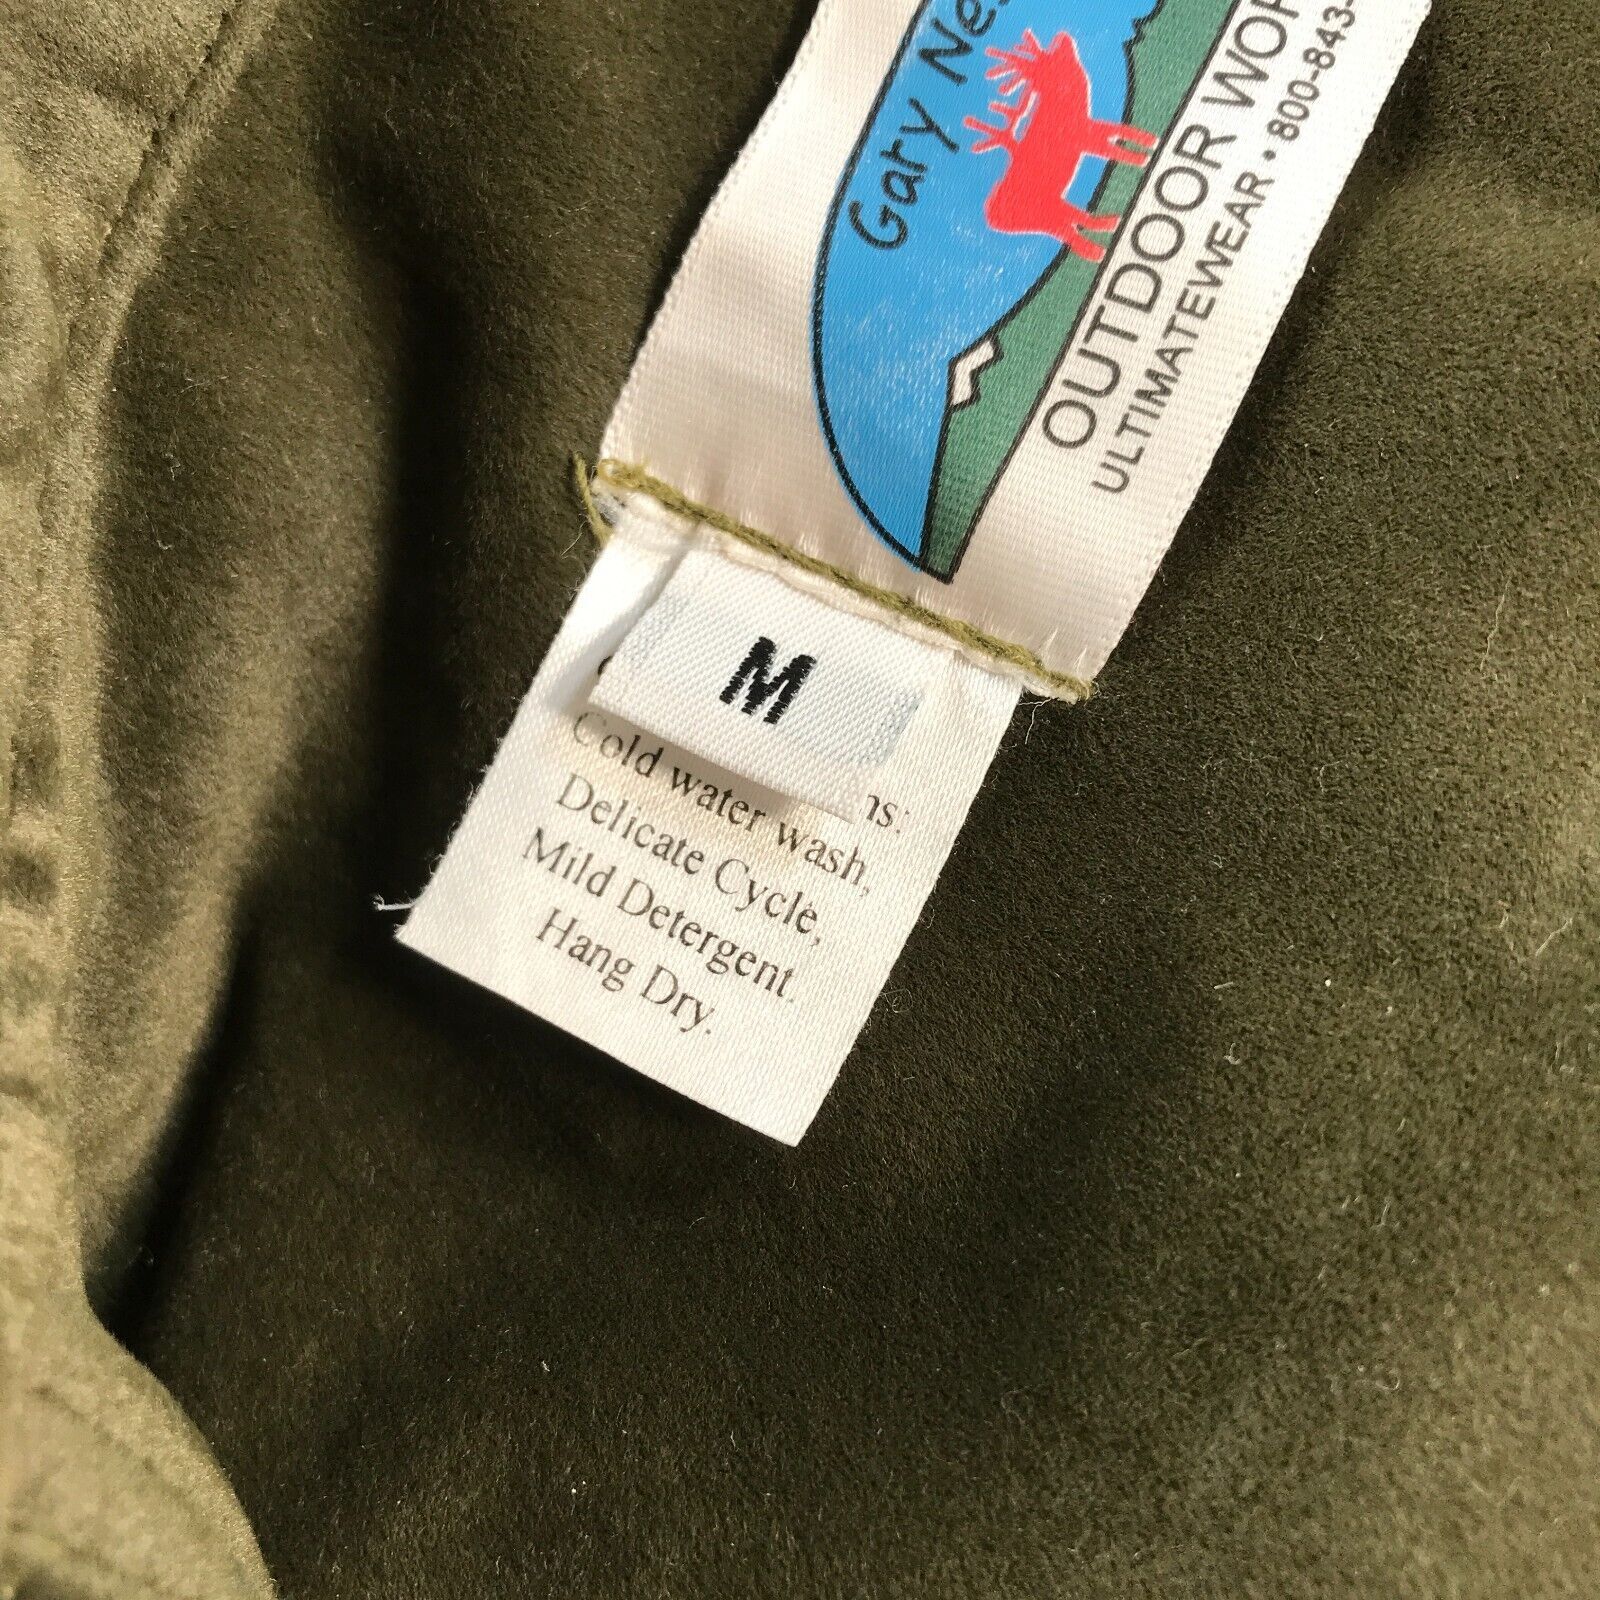 Gary
OUTDOOR
ULTIMATEWEAR • 800-843-
M
Cold water wash,
Delicate Cycle,
Mild Detergent.
Hang Dry.